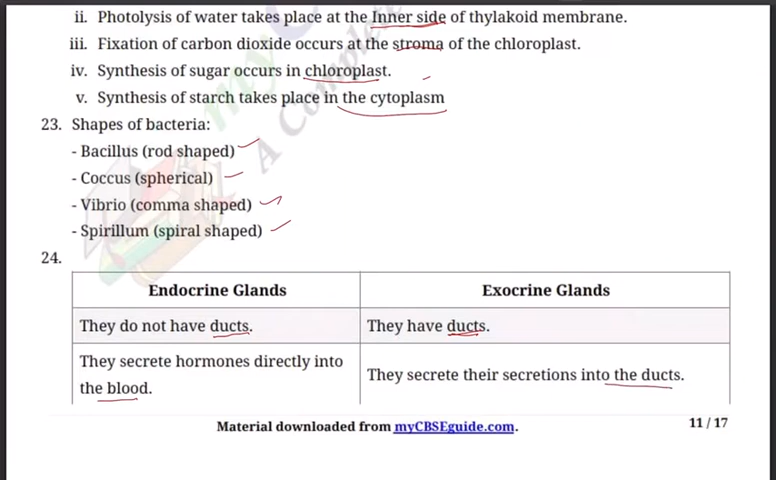 ii. Photolysis of water takes place at the Inner side of thylakoid membrane.
iii. Fixation of carbon dioxide occurs at the stroma of the chloroplast.
iv. Synthesis of sugar occurs in chloroplast.
v. Synthesis of starch takes place in the cytoplasm
23. Shapes of bacteria:
- Bacillus (rod shaped)
- Coccus (spherical)
- Vibrio (comma shaped)
- Spirillum (spiral shaped)
24.
Endocrine Glands Exocrine Glands
They do not have ducts. They have ducts.
They secrete hormones directly into
the blood.
They secrete their secretions into the ducts.
Material downloaded from myCBSEguide.com. 11 / 17